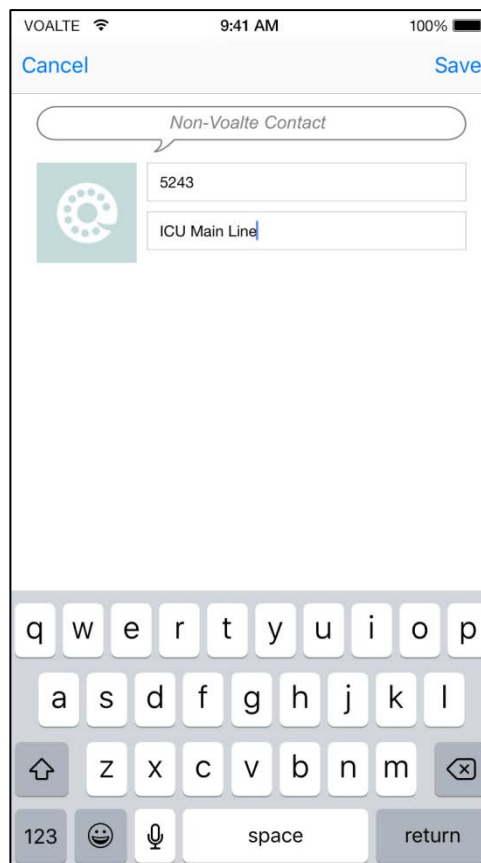 VOALTE 9:41 AM 100%
Cancel Save
Non-Voalte Contact
5243
ICU Main Line
q w e r t y u i o p
a s d f g h j k l
z x c v b n m
123 space return